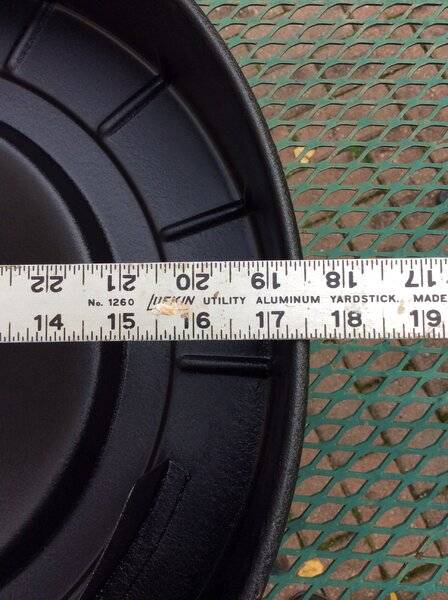 22 21 20 19 18 17
No. 1260 LUFKIN UTILITY ALUMINUM YARDSTICK. MADE
14 15 16 17 18 19